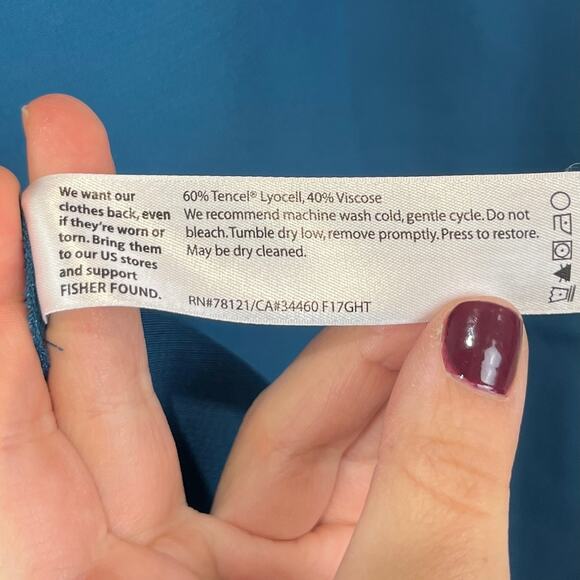 We want our
clothes back, even
if they're worn or
torn. Bring them
to our US stores
and support
FISHER FOUND.
60% Tencel® Lyocell, 40% Viscose
We recommend machine wash cold, gentle cycle. Do not
bleach. Tumble dry low, remove promptly. Press to restore.
May be dry cleaned.
RN#78121/CA#34460 F17GHT